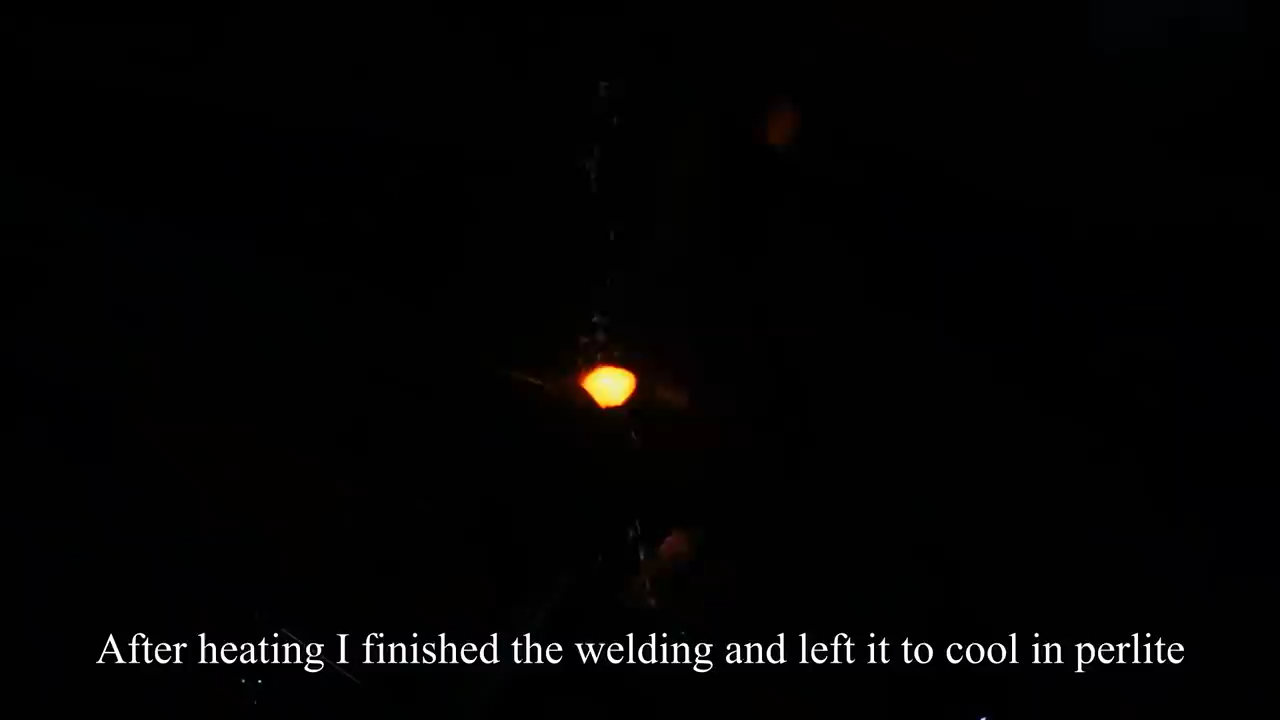 After heating I finished the welding and left it to cool in perlite